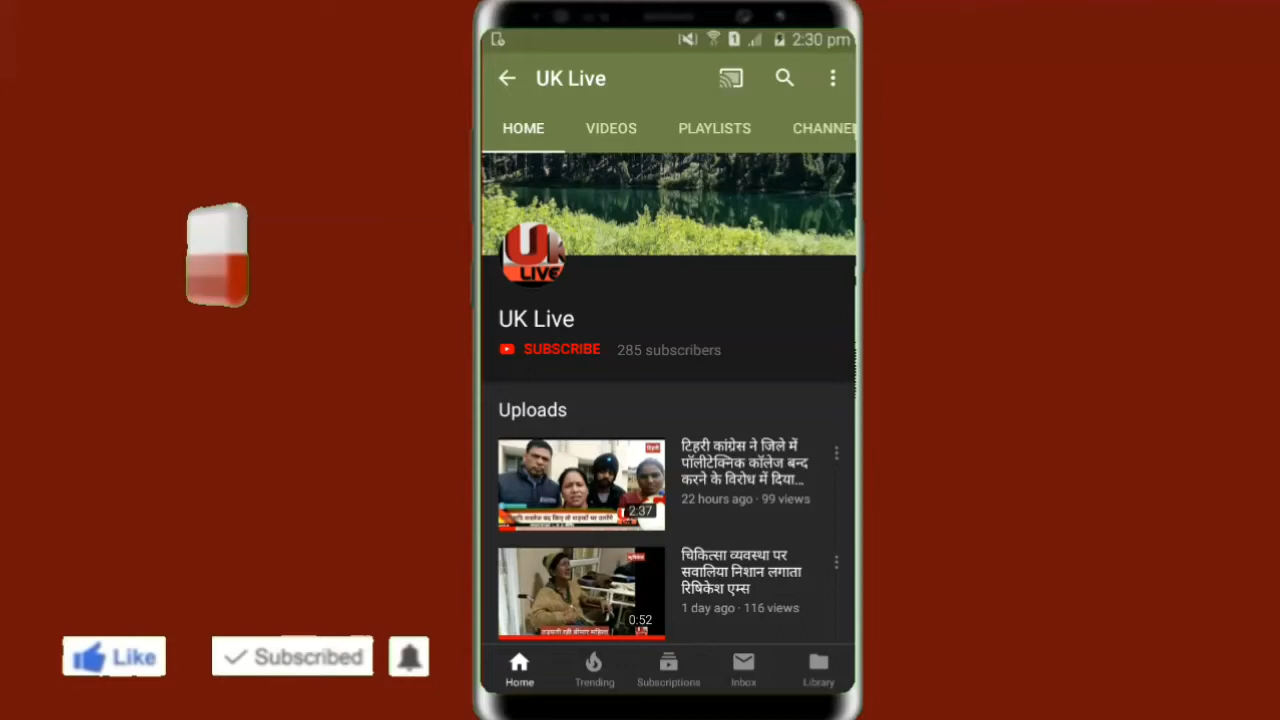 2:30 pm
UK Live
HOME VIDEOS PLAYLISTS CHANNEL
UK
LIVE
UK Live
SUBSCRIBE 285 subscribers
Uploads
टिहरी कांग्रेस ने जिले में
पॉलीटेक्निक कॉलेज बन्द
करने के विरोध में दिया...
22 hours ago · 99 views
2:37
चिकित्सा व्यवस्था पर
सवालिया निशान लगाता
रिषिकेश एम्स
1 day ago · 116 views
0:52
Like
Subscribed
Home Trending Subscriptions Inbox Library